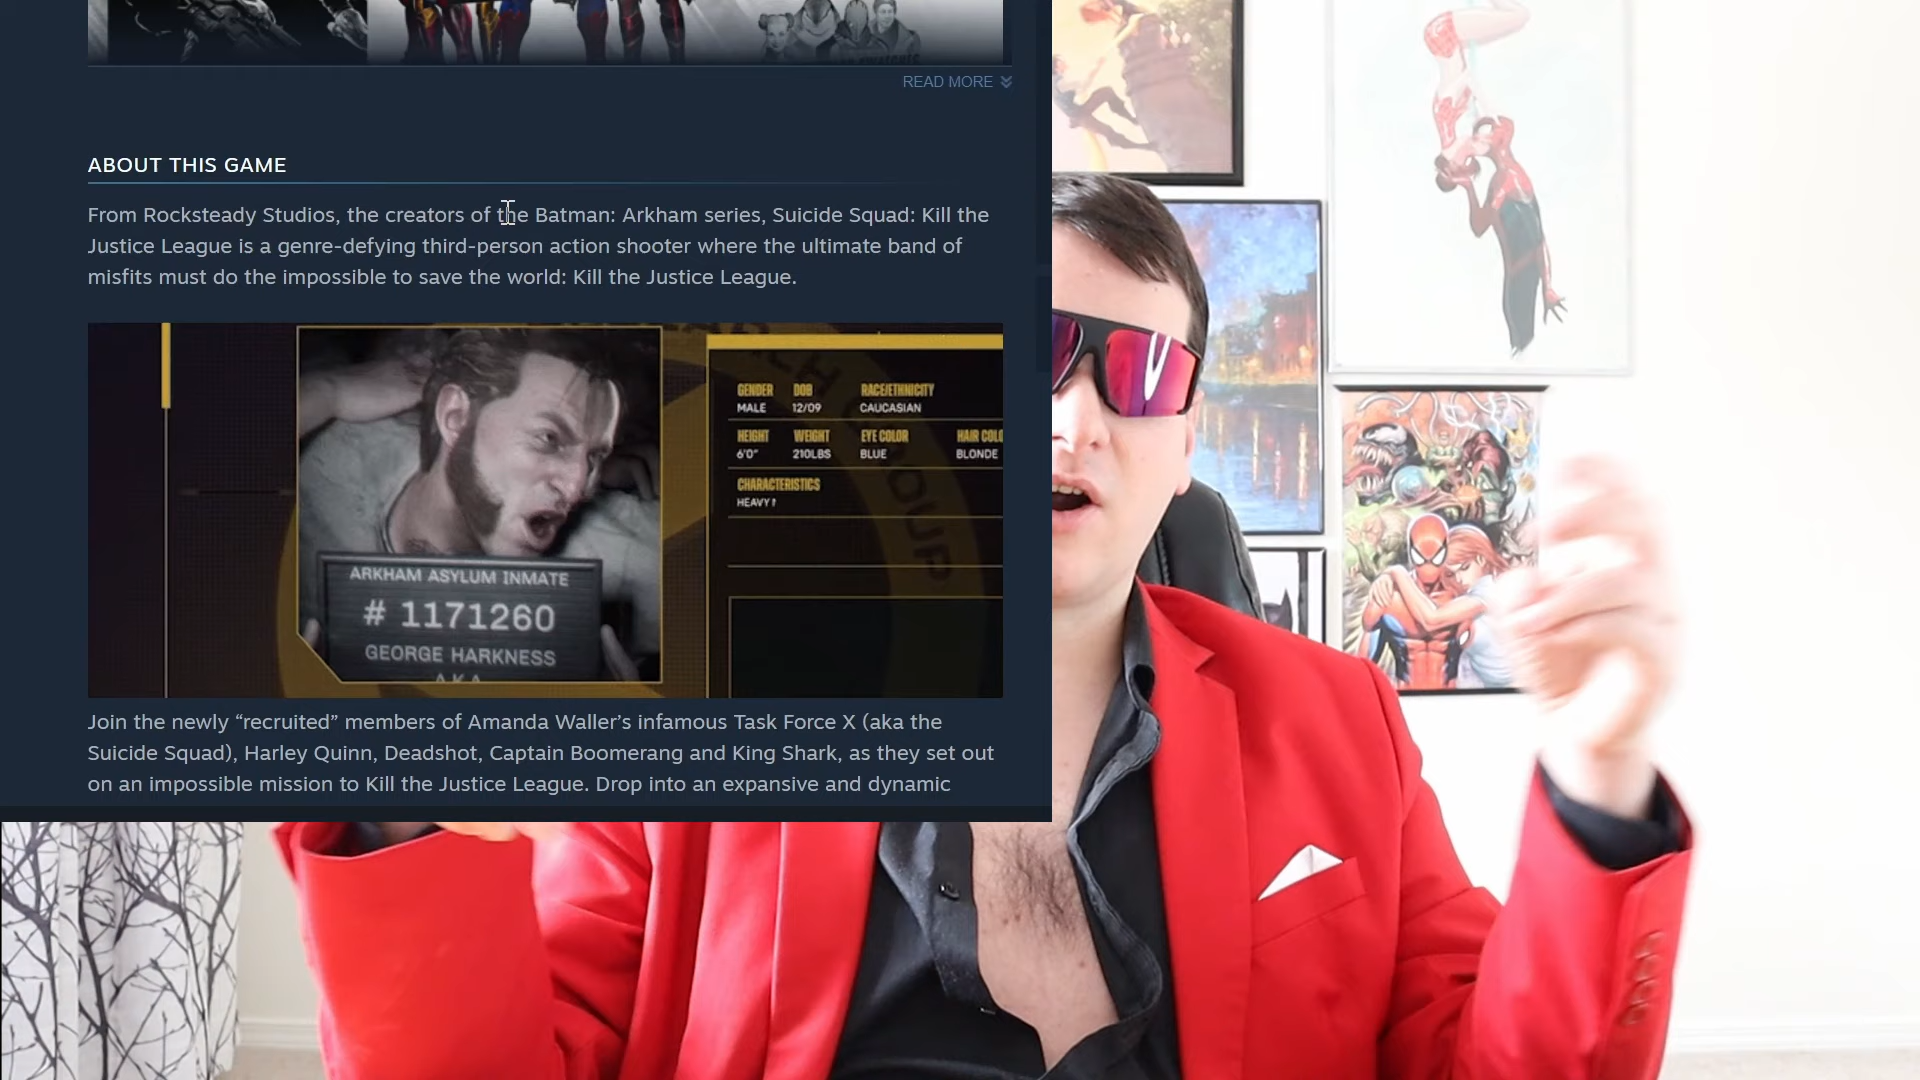 READ MORE
ABOUT THIS GAME
From Rocksteady Studios, the creators of the Batman: Arkham series, Suicide Squad: Kill the
Justice League is a genre-defying third-person action shooter where the ultimate band of
misfits must do the impossible to save the world: Kill the Justice League.
GENDER DOB RACE/ETHNICITY
MALE 12/09 CAUCASIAN
HEIGHT WEIGHT EYE COLOR HAIR COLO
6'0" 210LBS BLUE BLONDE
CHARACTERISTICS
HEAVY
ARKHAM ASYLUM INMATE
# 1171260
GEORGE HARKNESS
AKA
OUP
Join the newly “recruited” members of Amanda Waller’s infamous Task Force X (aka the
Suicide Squad), Harley Quinn, Deadshot, Captain Boomerang and King Shark, as they set out
on an impossible mission to Kill the Justice League. Drop into an expansive and dynamic